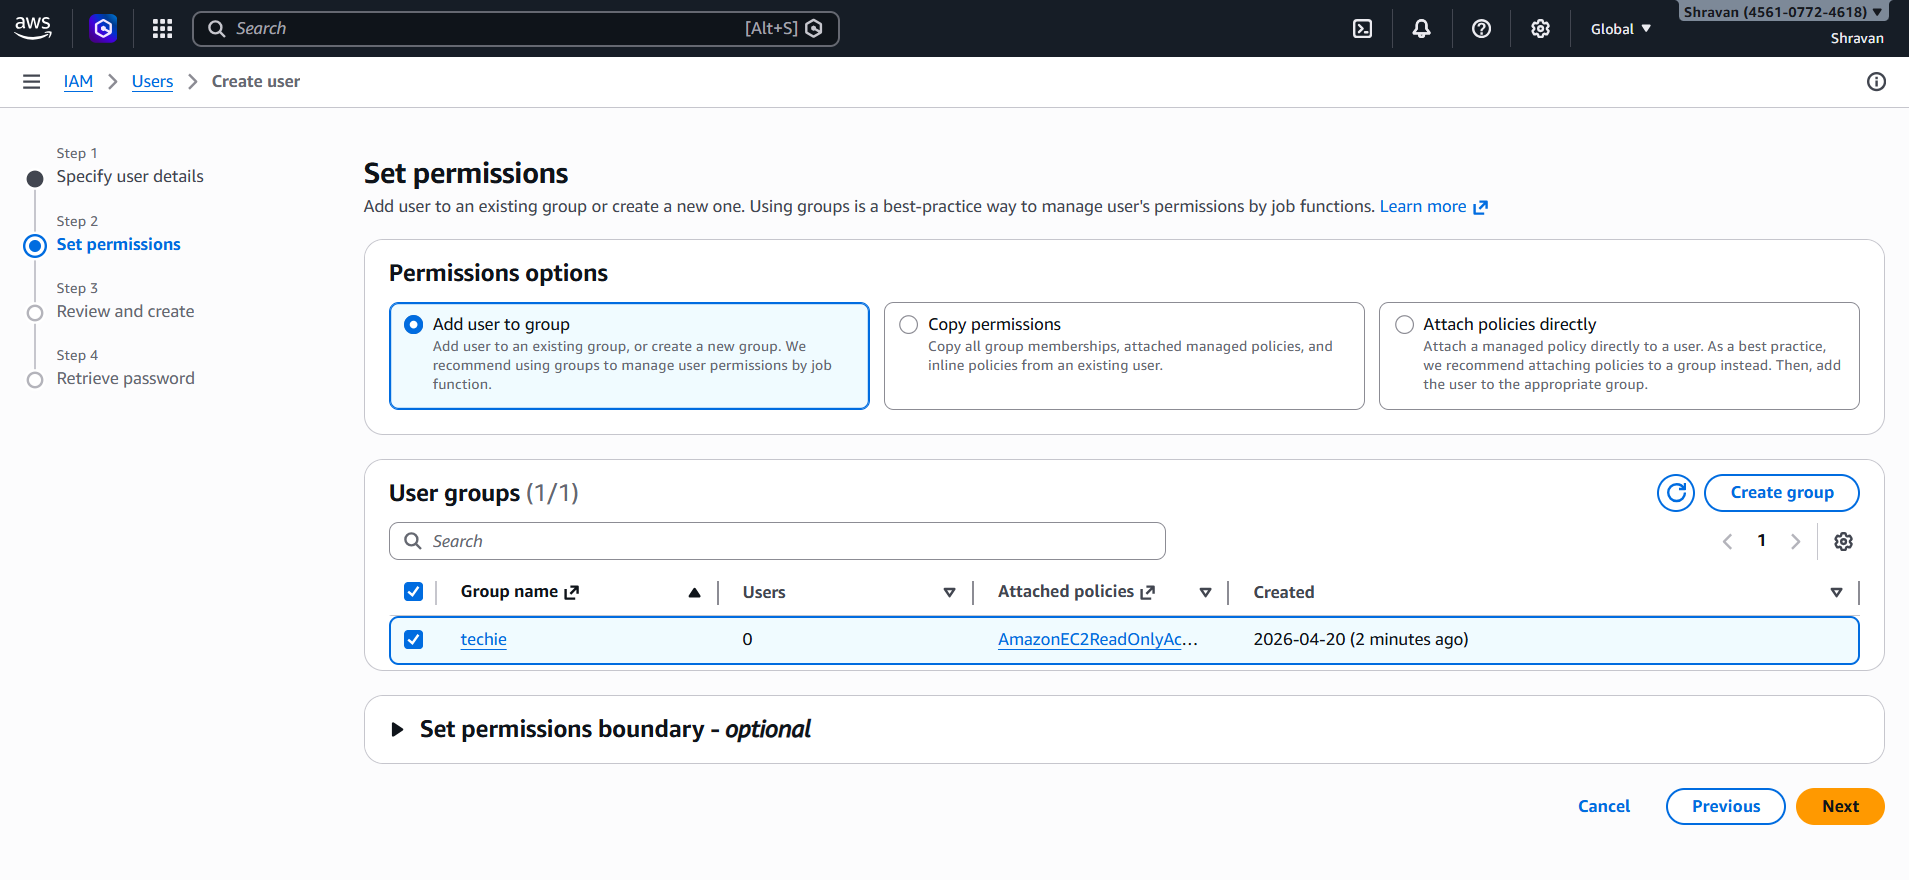 aws
Search [Alt+S]
Global
Shravan (4561-0772-4618)
Shravan
IAM
Users
Create user
Step 1
Specify user details
Step 2
Set permissions
Step 3
Review and create
Step 4
Retrieve password
Set permissions
Add user to an existing group or create a new one. Using groups is a best-practice way to manage user's permissions by job functions. Learn more
Permissions options
Add user to group
Add user to an existing group, or create a new group. We
recommend using groups to manage user permissions by job
function.
Copy permissions
Copy all group memberships, attached managed policies, and
inline policies from an existing user.
Attach policies directly
Attach a managed policy directly to a user. As a best practice,
we recommend attaching policies to a group instead. Then, add
the user to the appropriate group.
User groups (1/1)
Create group
Search
1
Group name Users Attached policies Created
techie 0 AmazonEC2ReadOnlyAc... 2026-04-20 (2 minutes ago)
Set permissions boundary - optional
Cancel
Previous
Next